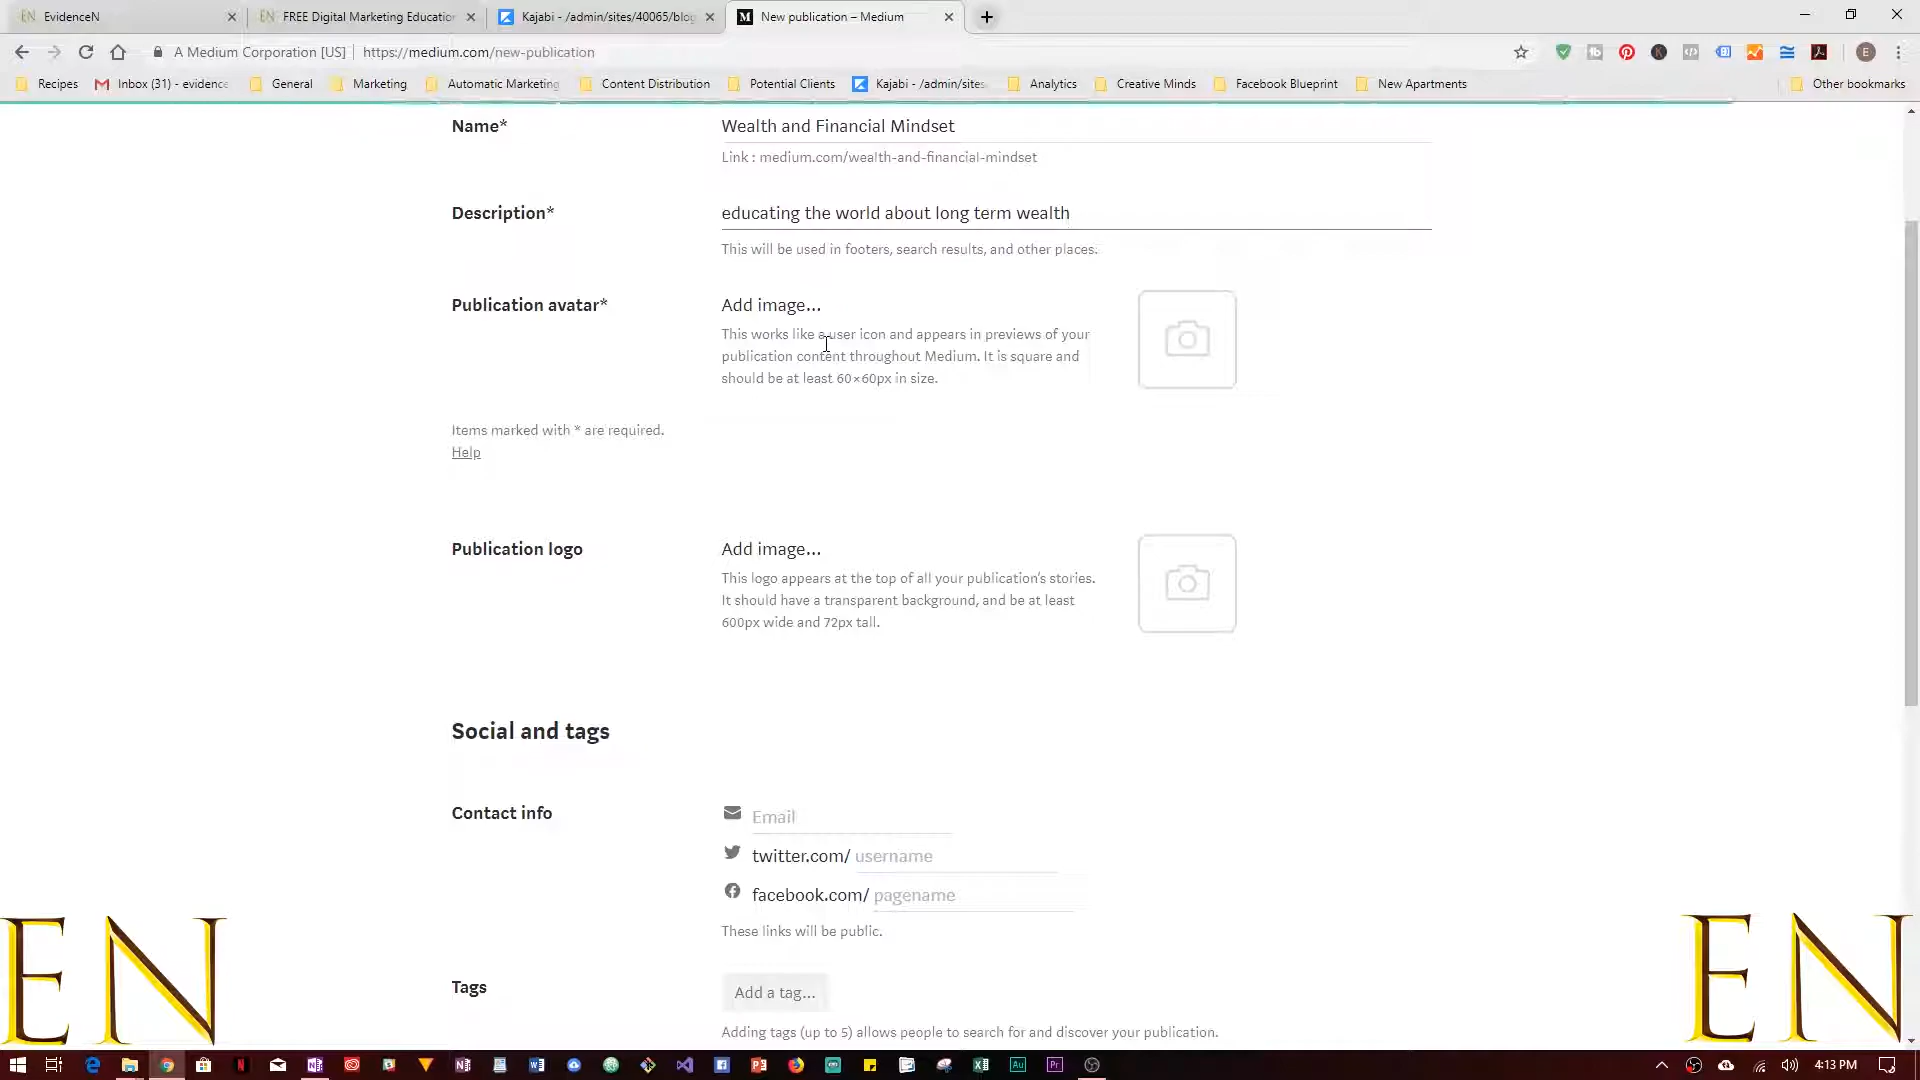 EvidenceN
FREE Digital Marketing Educatio
Kajabi - /admin/sites/40065/blog
New publication – Medium
A Medium Corporation [US]
https://medium.com/new-publication
Recipes
Inbox (31) - evidence
General
Marketing
Automatic Marketing
Content Distribution
Potential Clients
Kajabi - /admin/sites
Analytics
Creative Minds
Facebook Blueprint
New Apartments
Other bookmarks
Name*
Wealth and Financial Mindset
Link : medium.com/wealth-and-financial-mindset
Description*
educating the world about long term wealth
This will be used in footers, search results, and other places.
Publication avatar*
Add image...
This works like a user icon and appears in previews of your
publication content throughout Medium. It is square and
should be at least 60×60px in size.
Items marked with * are required.
Help
Publication logo
Add image...
This logo appears at the top of all your publication's stories.
It should have a transparent background, and be at least
600px wide and 72px tall.
Social and tags
Contact info
Email
twitter.com/ username
facebook.com/ pagename
These links will be public.
Tags
Add a tag...
Adding tags (up to 5) allows people to search for and discover your publication.
EN
EN
4:13 PM